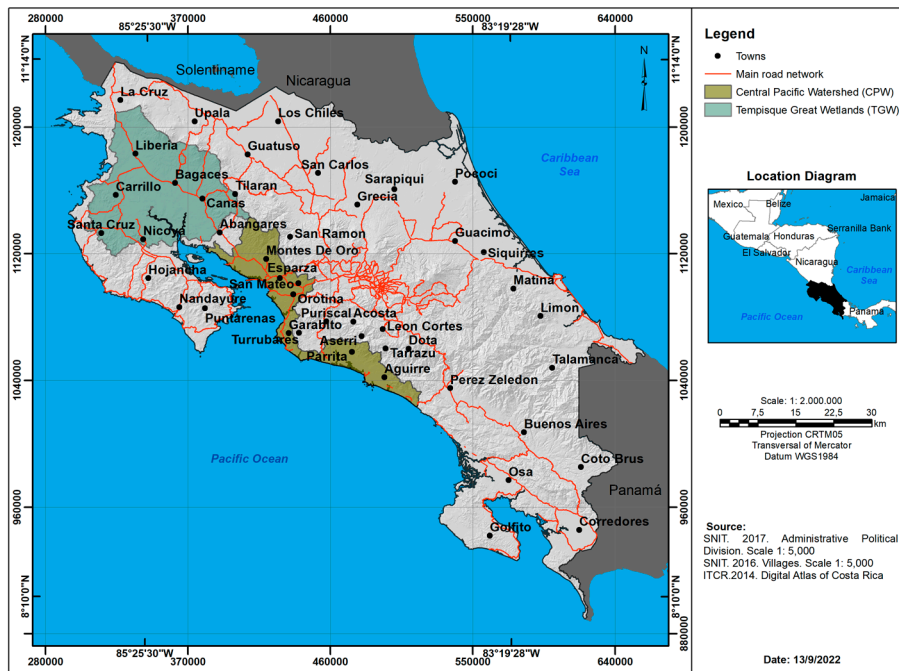 280000 370000 460000 550000 640000
85°25'30"W 83°19'28"W
11°14'0"N
1200000
1120000
1040000
960000
8°10'0"N
880000
11°14'0"N
1200000
1120000
1040000
960000
8°10'0"N
880000
Solentiname
Nicaragua
N
La Cruz
Upala
Los Chiles
Liberia
Guatuso
Caribbean
Sea
San Carlos
Bagaces
Sarapiqui
Pococi
Carrillo
Tilaran
Canas
Grecia
Santa Cruz
Abangares
Nicoya
San Ramon
Guacimo
Montes De Oro
Siquirres
Hojancha
Esparza
San Mateo
Matina
Nandayure
Orotina
Puntarenas
Puriscal
Acosta
Limon
Garabito
Leon Cortes
Turrubares
Aserri
Dota
Parrita
Tarrazu
Talamanca
Aguirre
Perez Zeledon
Buenos Aires
Pacific Ocean
Coto Brus
Osa
Panamá
Golfito
Corredores
280000 370000 460000 550000 640000
85°25'30"W 83°19'28"W
Legend
Towns
Main road network
Central Pacific Watershed (CPW)
Tempisque Great Wetlands (TGW)
Location Diagram
Mexico
Belize
Jamaica
Guatemala
Honduras
Serranilla Bank
El Salvador
Nicaragua
Caribbean
Sea
Pacific Ocean
Panama
Scale: 1: 2.000.000
0 7,5 15 22,5 30
km
Projection CRTM05
Transversal of Mercator
Datum WGS1984
Source:
SNIT. 2017. Administrative Political
Division. Scale 1: 5,000
SNIT. 2016. Villages. Scale 1: 5,000
ITCR.2014. Digital Atlas of Costa Rica
Date: 13/9/2022